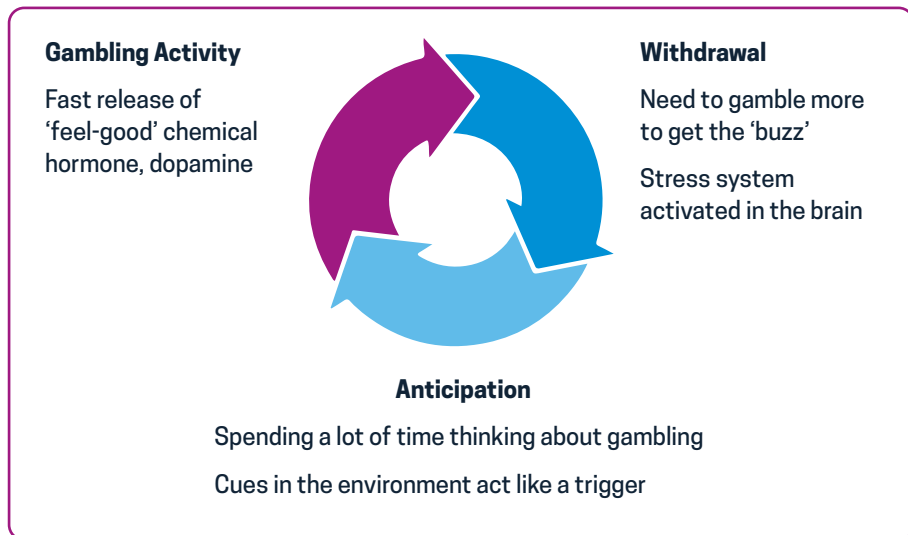 Gambling Activity
Fast release of
‘feel-good’ chemical
hormone, dopamine
Withdrawal
Need to gamble more
to get the ‘buzz’
Stress system
activated in the brain
Anticipation
Spending a lot of time thinking about gambling
Cues in the environment act like a trigger